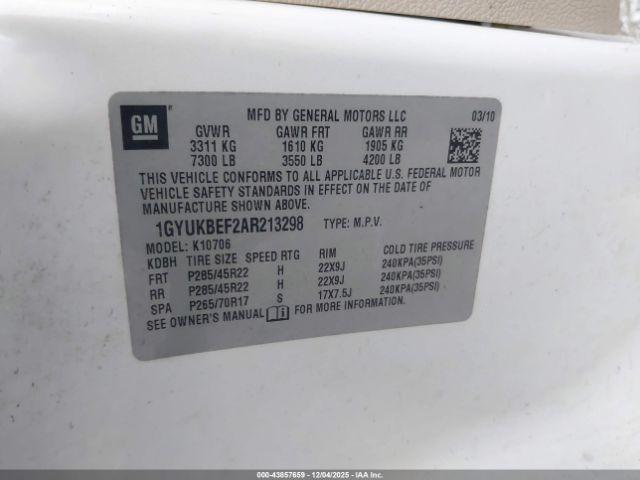 GM
MFD BY GENERAL MOTORS LLC 03/10
GVWR GAWR FRT GAWR RR
3311 KG 1610 KG 1905 KG
7300 LB 3550 LB 4200 LB
THIS VEHICLE CONFORMS TO ALL APPLICABLE U.S. FEDERAL MOTOR
VEHICLE SAFETY STANDARDS IN EFFECT ON THE DATE OF
MANUFACTURE SHOWN ABOVE.
1GYUKBEF2AR213298 TYPE: M.P.V.
MODEL: K10706
KDBH TIRE SIZE SPEED RTG RIM COLD TIRE PRESSURE
FRT P285/45R22 H 22X9J 240KPA(35PSI)
RR P285/45R22 H 22X9J 240KPA(35PSI)
SPA P265/70R17 S 17X7.5J 240KPA(35PSI)
SEE OWNER'S MANUAL FOR MORE INFORMATION.
000-43857659 - 12/04/2025 - IAAI.CA